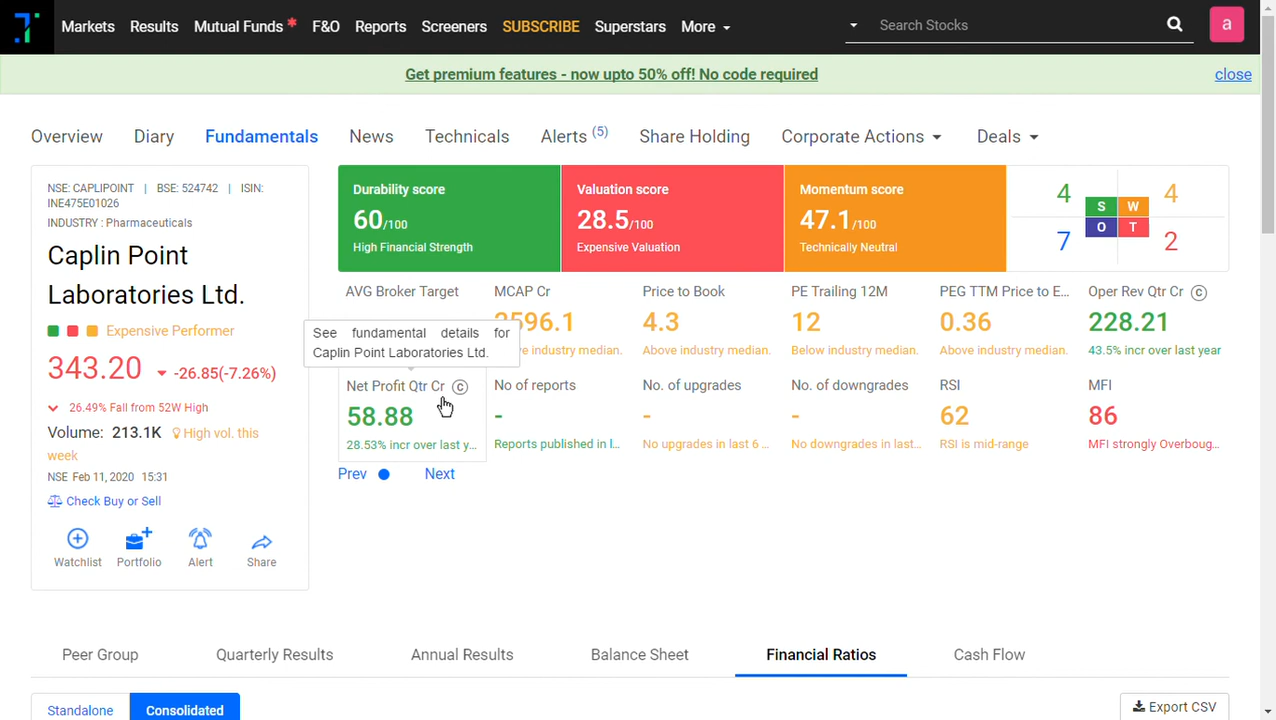 Markets Results Mutual Funds * F&O Reports Screeners SUBSCRIBE Superstars More Search Stocks a
Get premium features - now upto 50% off! No code required close
Overview Diary Fundamentals News Technicals Alerts (5) Share Holding Corporate Actions Deals
NSE: CAPLIPOINT | BSE: 524742 | ISIN:
INE475E01026
INDUSTRY : Pharmaceuticals
Caplin Point
Laboratories Ltd.
Expensive Performer
343.20 -26.85(-7.26%)
26.49% Fall from 52W High
Volume: 213.1K High vol. this
week
NSE Feb 11, 2020 15:31
Check Buy or Sell
Watchlist Portfolio Alert Share
Durability score
60/100
High Financial Strength
Valuation score
28.5/100
Expensive Valuation
Momentum score
47.1/100
Technically Neutral
4 S W 4
7 O T 2
AVG Broker Target MCAP Cr Price to Book PE Trailing 12M PEG TTM Price to E... Oper Rev Qtr Cr C
596.1 4.3 12 0.36 228.21
industry median. Above industry median. Below industry median. Above industry median. 43.5% incr over last year
See fundamental details for
Caplin Point Laboratories Ltd.
Net Profit Qtr Cr C No of reports No. of upgrades No. of downgrades RSI MFI
58.88 - - - 62 86
28.53% incr over last y... Reports published in l... No upgrades in last 6 ... No downgrades in last... RSI is mid-range MFI strongly Overboug...
Prev Next
Peer Group Quarterly Results Annual Results Balance Sheet Financial Ratios Cash Flow
Standalone Consolidated Export CSV